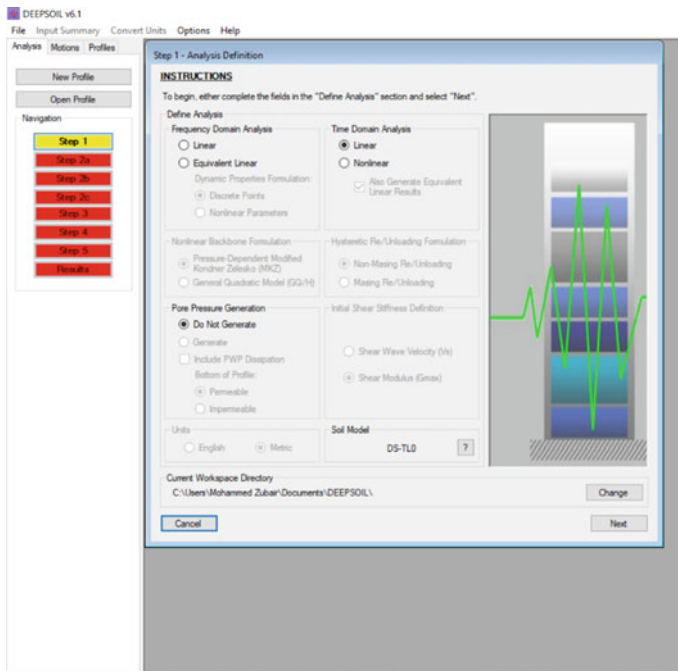 DEEPSOIL v6.1
File Input Summary Convert Units Options Help
Analysis Motions Profiles
New Profile
Open Profile
Navigation
Step 1
Step 2a
Step 2b
Step 2c
Step 3
Step 4
Step 5
Results
Step 1 - Analysis Definition
INSTRUCTIONS
To begin, either complete the fields in the "Define Analysis" section and select "Next".
Define Analysis
Frequency Domain Analysis
Linear
Equivalent Linear
Dynamic Properties Formulation:
Discrete Points
Nonlinear Parameters
Time Domain Analysis
Linear
Nonlinear
Also Generate Equivalent
Linear Results
Nonlinear Backbone Formulation
Pressure-Dependent Modified
Kondner Zelasko (MKZ)
General Quadratic Model (GQ/H)
Hysteretic Re/Unloading Formulation
Non-Masing Re/Unloading
Masing Re/Unloading
Pore Pressure Generation
Do Not Generate
Generate
Include PWP Dissipation
Bottom of Profile:
Permeable
Impermeable
Initial Shear Stiffness Definition
Shear Wave Velocity (Vs)
Shear Modulus (Gmax)
Units
English Metric
Soil Model
DS-TL0 ?
Current Workspace Directory
C:\Users\Mohammed Zubair\Documents\DEEPSOIL\
Change
Cancel
Next